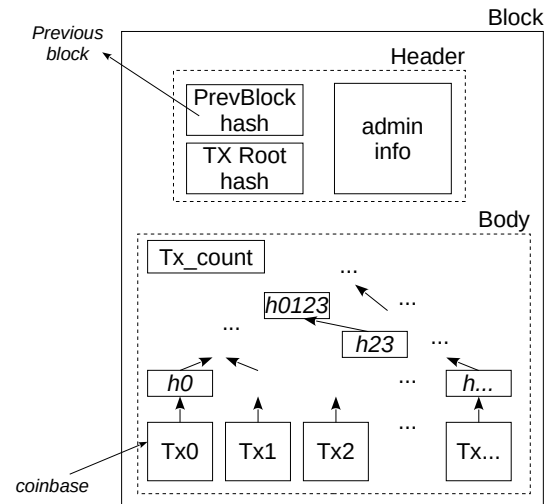 Block
Previous
block
Header
PrevBlock
hash
admin
info
TX Root
hash
Body
Tx_count
...
h0123
...
...
h23
...
h0
...
h...
Tx0
Tx1
Tx2
...
Tx...
coinbase